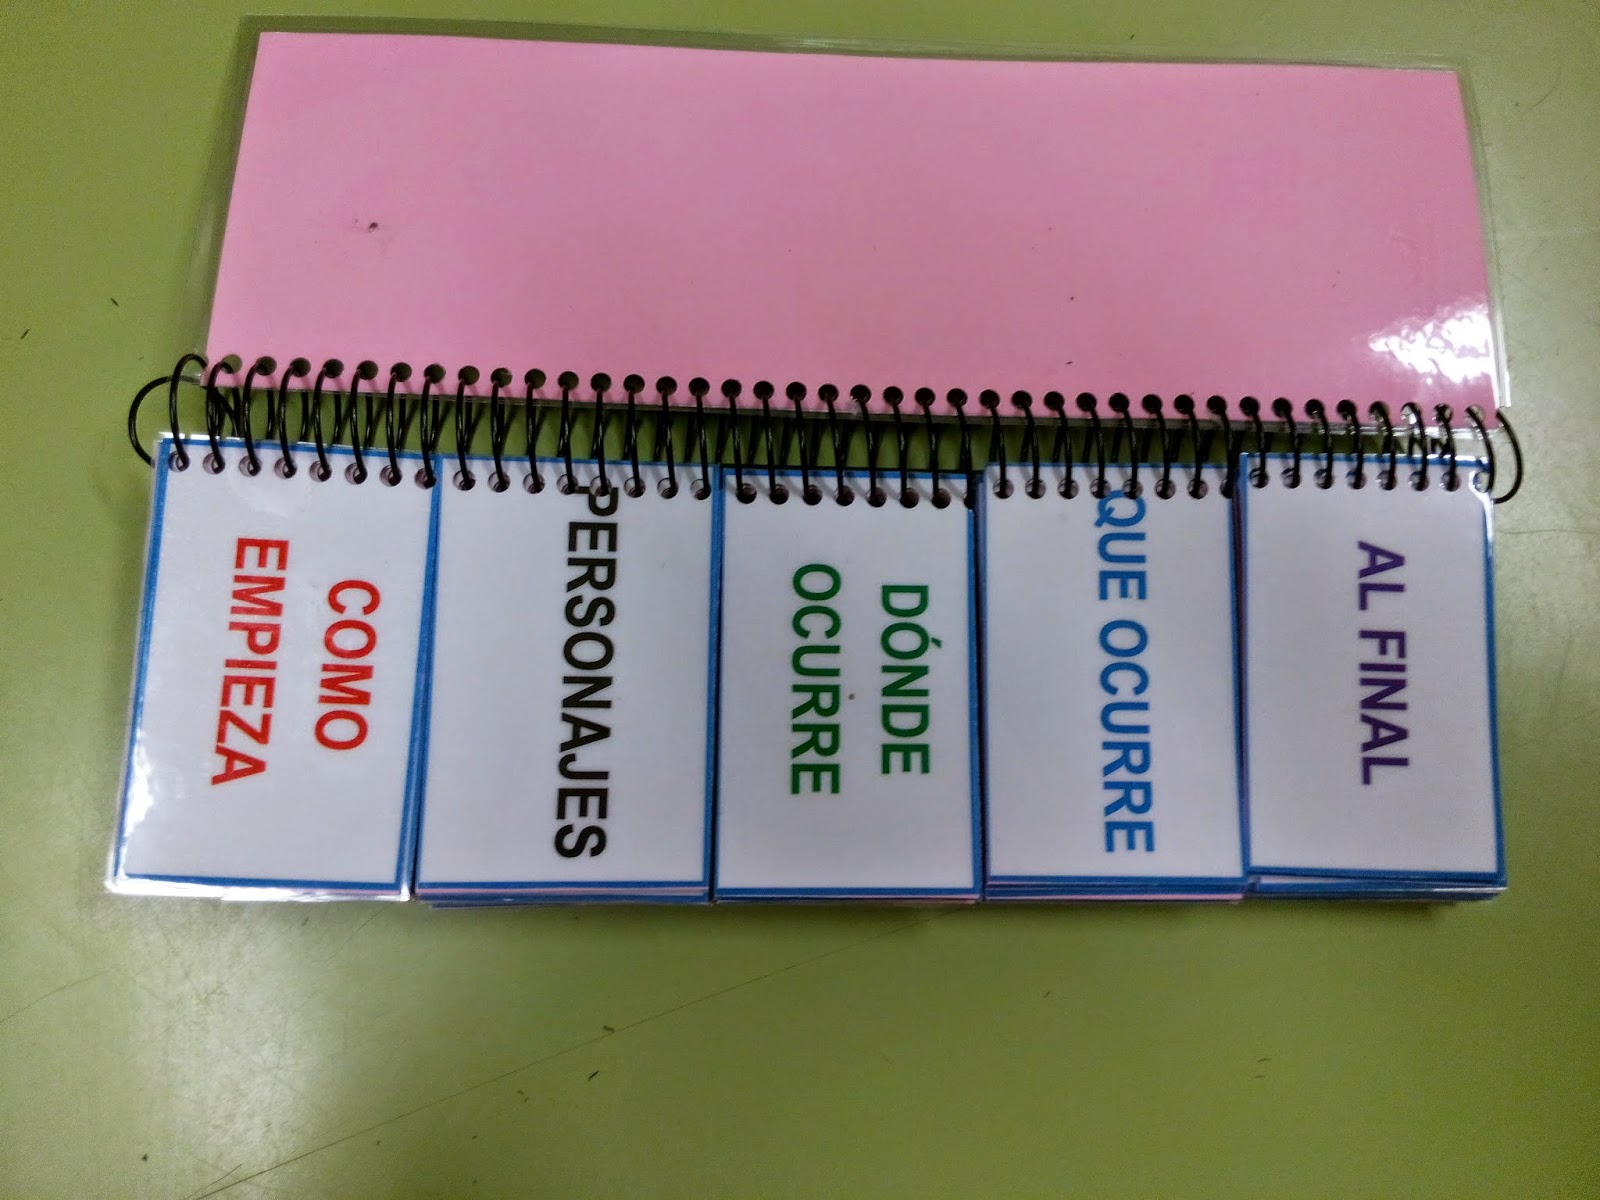 COMO
EMPIEZA
PERSONAJES
DÓNDE
OCURRE
QUE OCURRE
AL FINAL